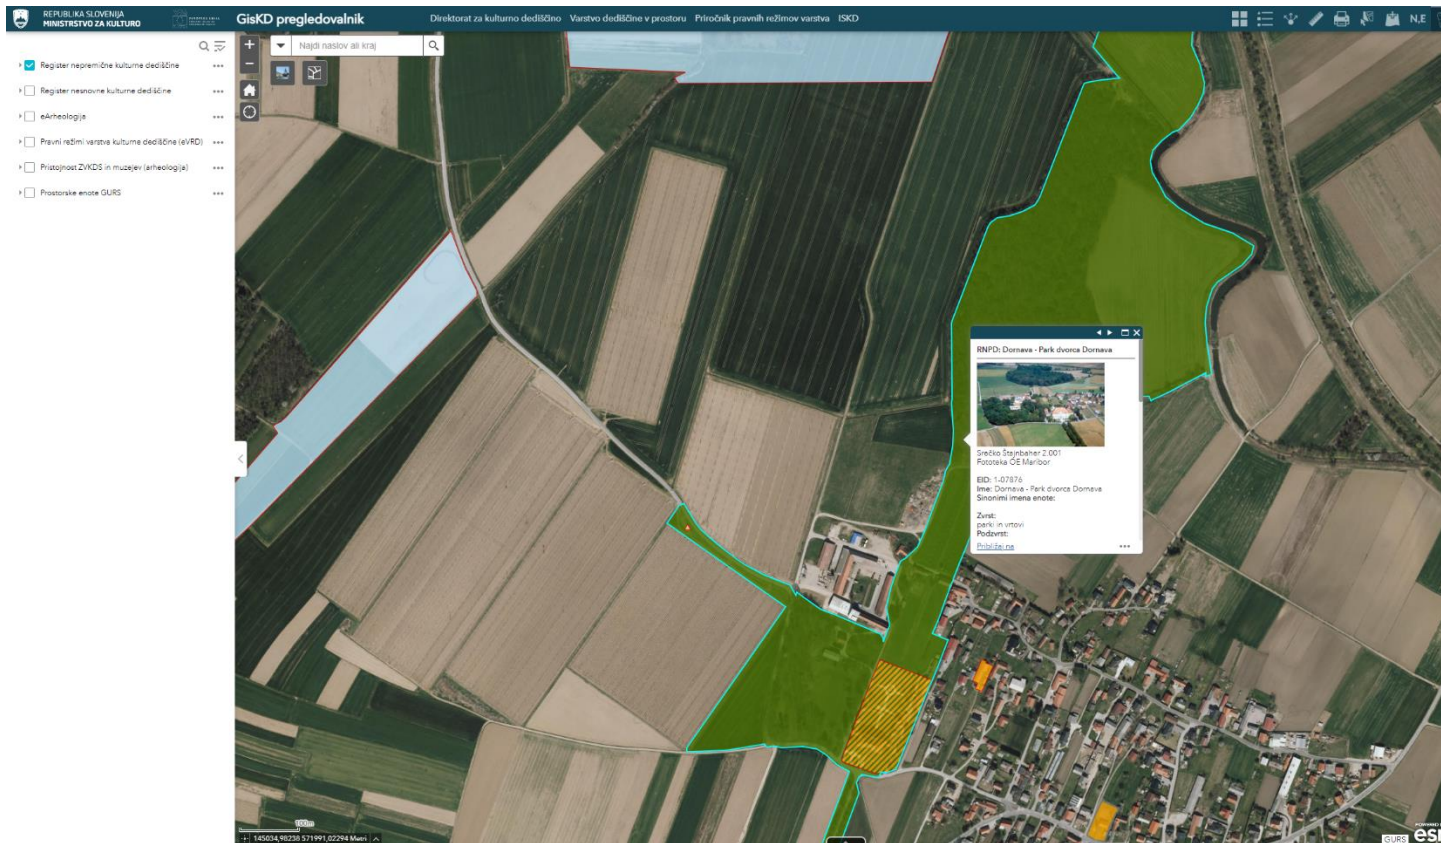 REPUBLIKA SLOVENIJA
MINISTRSTVO ZA KULTURO
GisKD pregledovalnik
Direktorat za kulturno dediščino Varstvo dediščine v prostoru Priročnik pravnih režimov varstva ISKD
N,E
Register nepremične kulturne dediščine
Register nesnovne kulturne dediščine
eArheologija
Pravni režimi varstva kulturne dediščine (eVRD)
Pristojnost ZVKDS in muzejev (arheologija)
Prostorske enote GURS
+
Najdi naslov ali kraj
−
RNPD: Dornava - Park dvorca Dornava
Srečko Štajnbaher 2.001
Fototeka OE Maribor
EID: 1-07876
Ime: Dornava - Park dvorca Dornava
Sinonimi imena enote:
Zvrst:
parki in vrtovi
Podzvrst:
Približaj na
100m
145034,98238 571991,02294 Metri
GURS
POWERED
esri